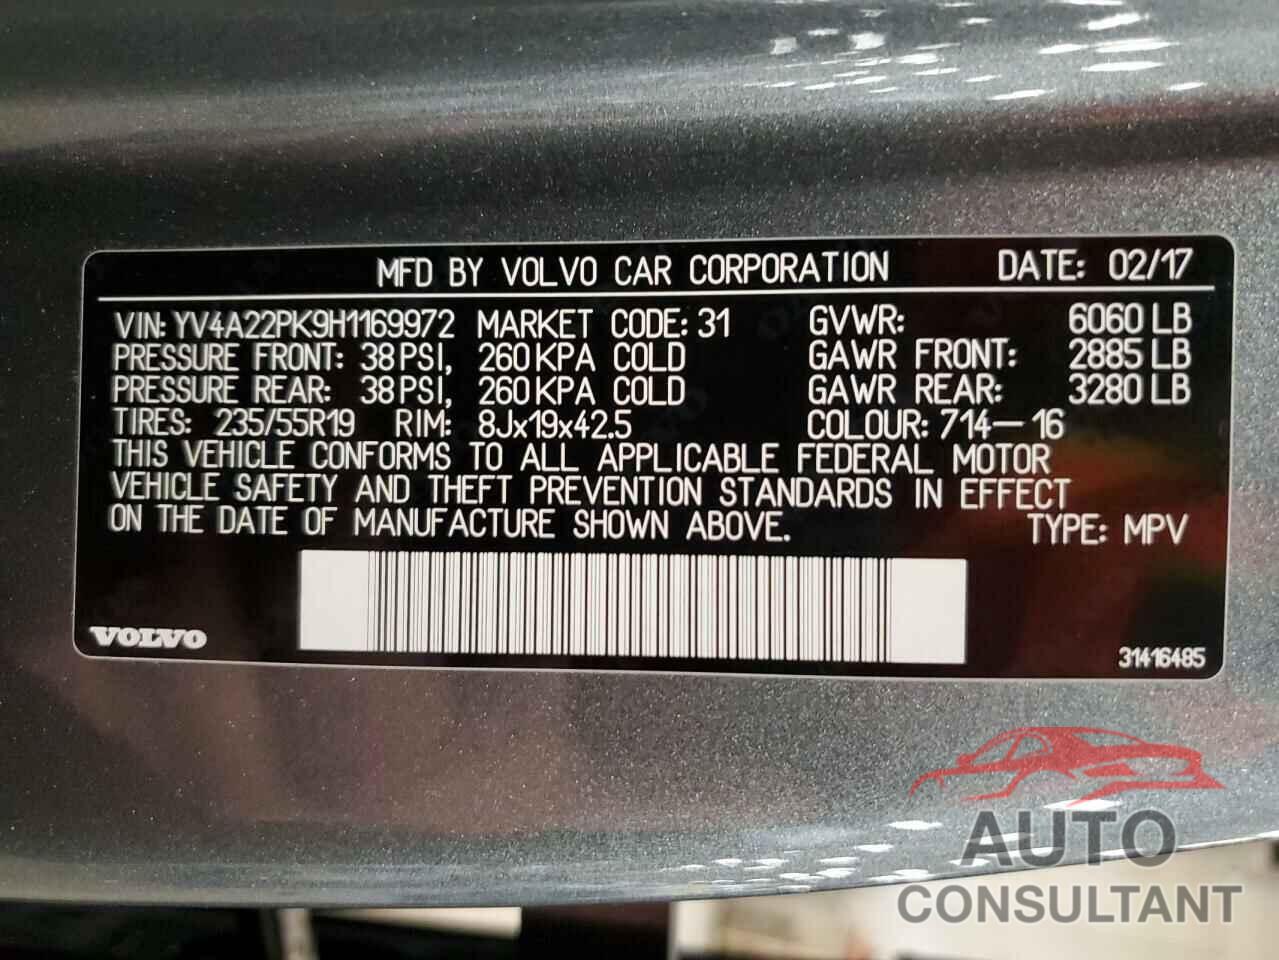 MFD BY VOLVO CAR CORPORATION DATE: 02/17
VIN: YV4A22PK9H1169972 MARKET CODE: 31 GVWR: 6060 LB
PRESSURE FRONT: 38 PSI, 260 KPA COLD GAWR FRONT: 2885 LB
PRESSURE REAR: 38 PSI, 260 KPA COLD GAWR REAR: 3280 LB
TIRES: 235/55R19 RIM: 8Jx19x42.5 COLOUR: 714-16
THIS VEHICLE CONFORMS TO ALL APPLICABLE FEDERAL MOTOR
VEHICLE SAFETY AND THEFT PREVENTION STANDARDS IN EFFECT
ON THE DATE OF MANUFACTURE SHOWN ABOVE. TYPE: MPV
VOLVO
31416485
AUTO
CONSULTANT